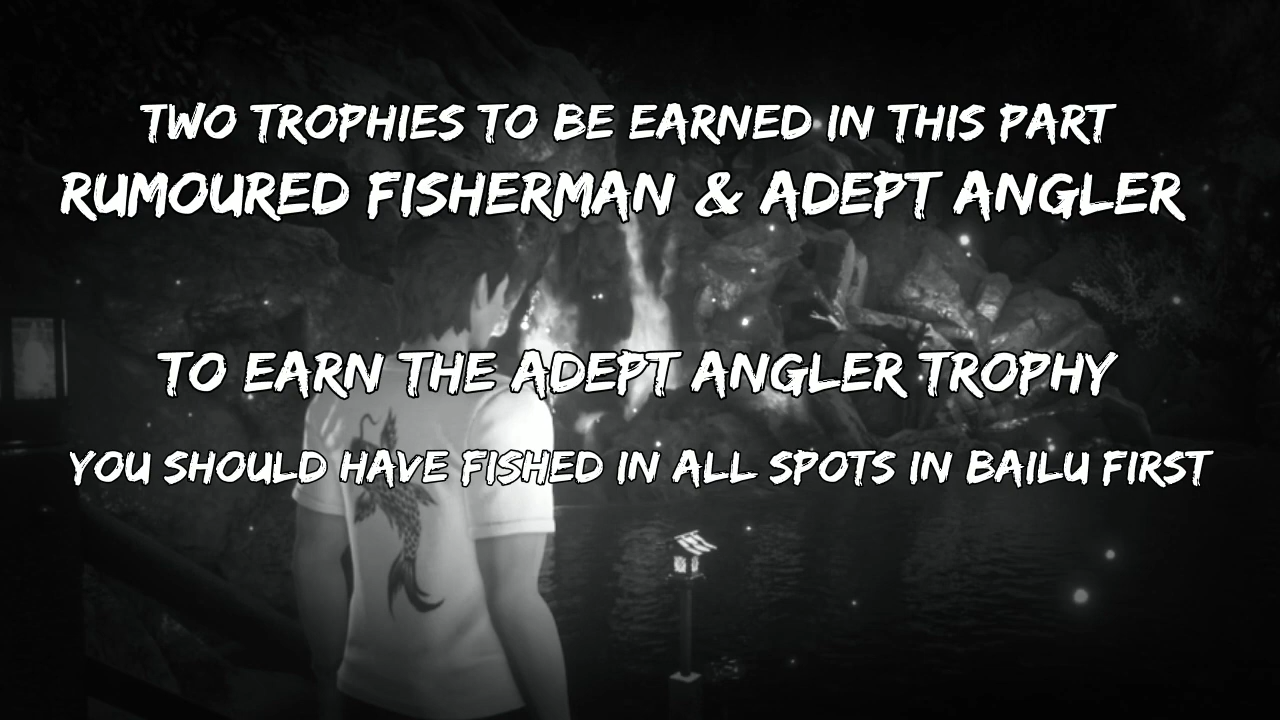 TWO TROPHIES TO BE EARNED IN THIS PART
RUMOURED FISHERMAN & ADEPT ANGLER
TO EARN THE ADEPT ANGLER TROPHY
YOU SHOULD HAVE FISHED IN ALL SPOTS IN BAILU FIRST